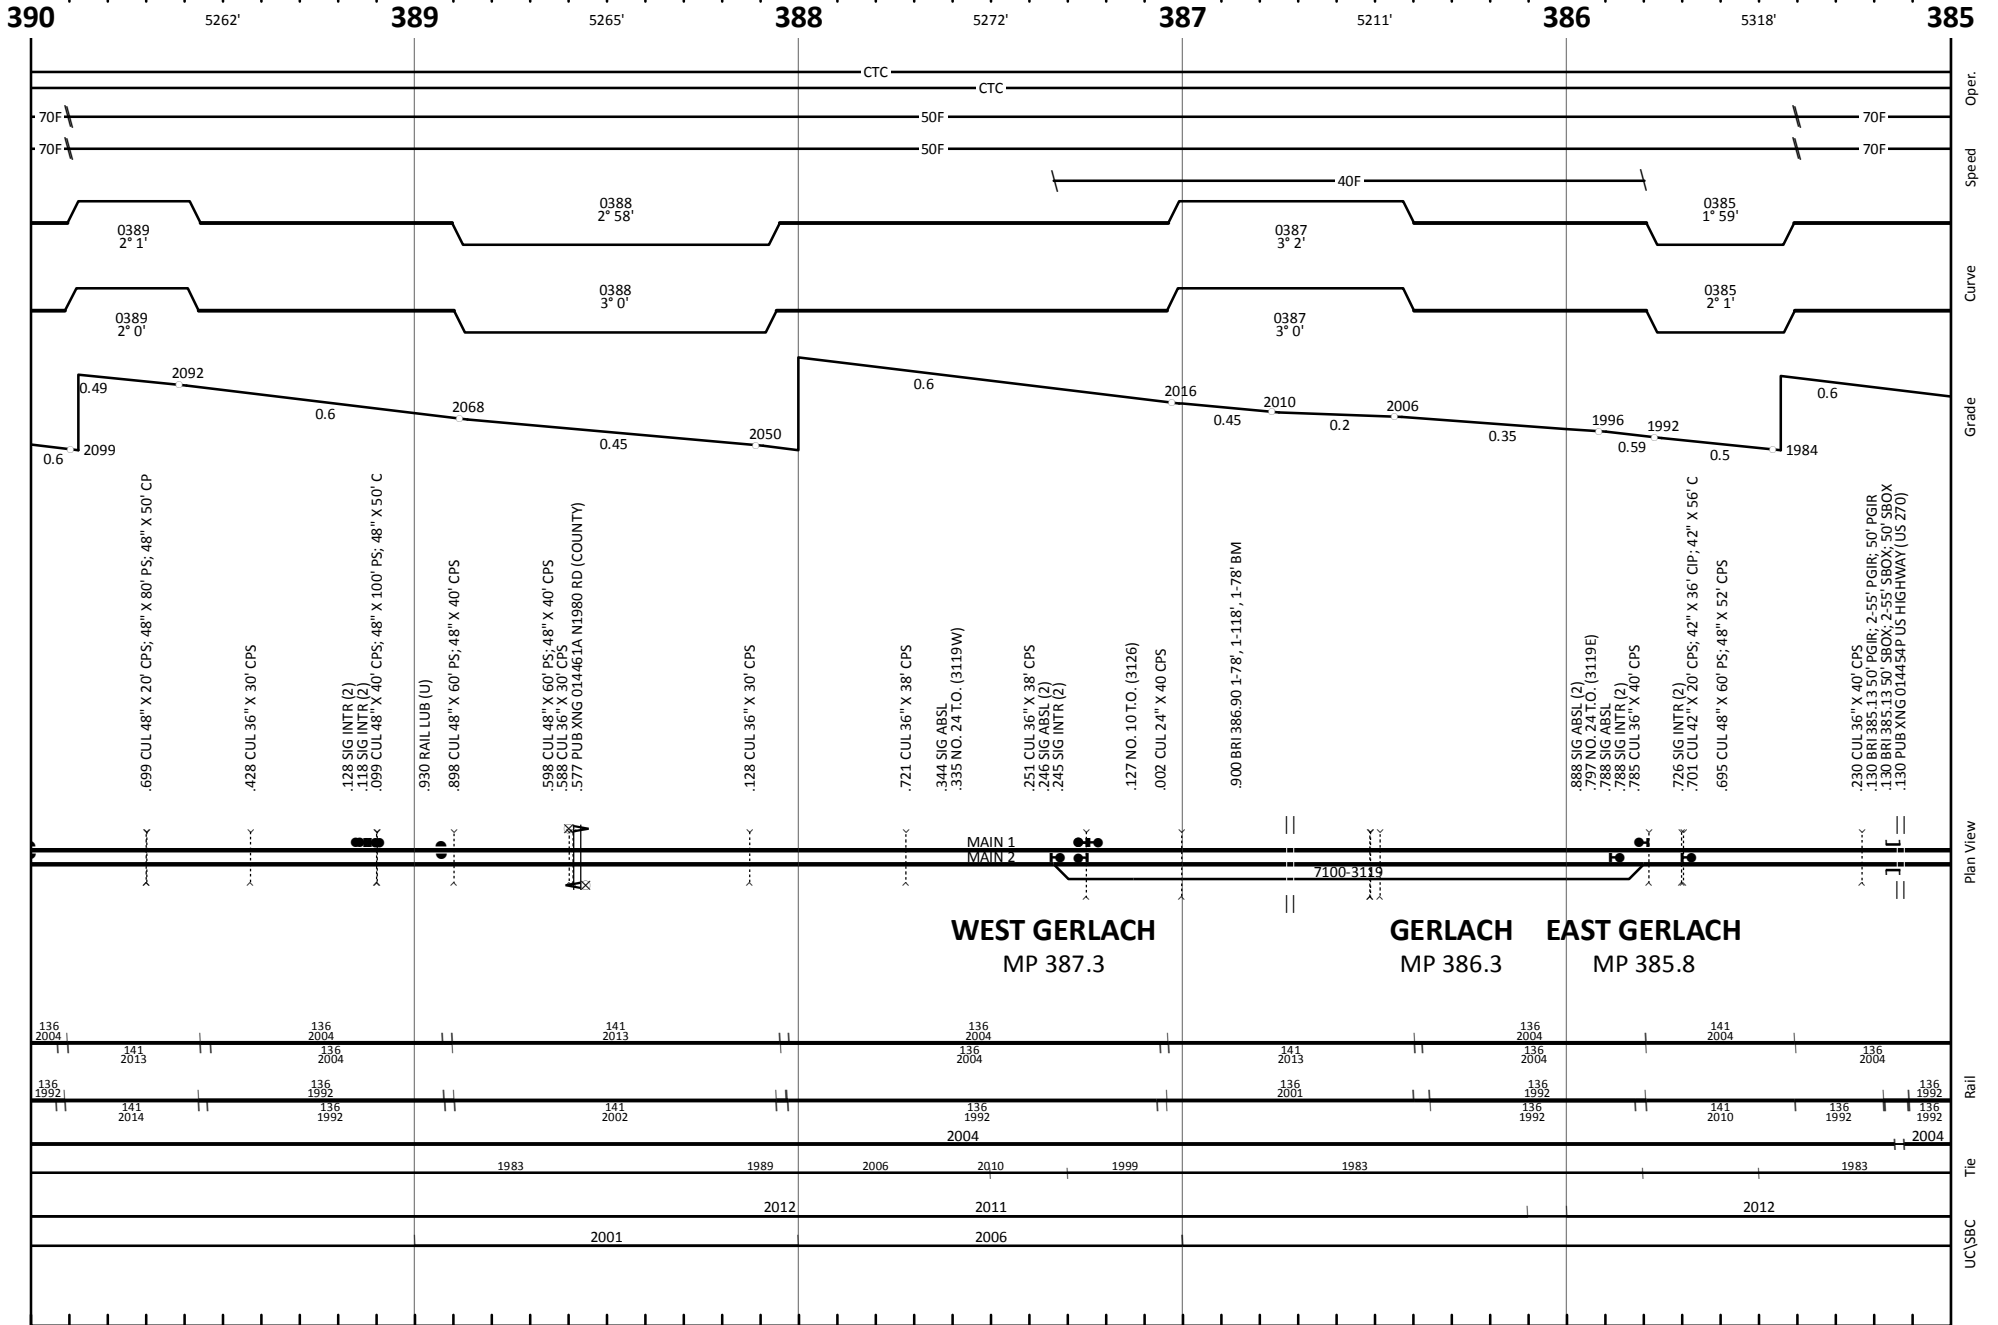 390 5262' 389 5265' 388 5272' 387 5211' 386 5318' 385
CTC
CTC
Oper.
70F 50F 70F
70F 50F 70F
40F
Speed
0389
2° 1'
0388
2° 58'
0387
3° 2'
0385
1° 59'
0389
2° 0'
0388
3° 0'
0387
3° 0'
0385
2° 1'
Curve
0.6
2099
0.49
2092
0.6
2068
0.45
2050
0.6
2016
0.45
2010
0.2
2006
0.35
1996
0.59
1992
0.5
1984
0.6
Grade
.699 CUL 48" X 20' CPS; 48" X 80' PS; 48" X 50' CP
.428 CUL 36" X 30' CPS
.128 SIG INTR (2)
.118 SIG INTR (2)
.099 CUL 48" X 40' CPS; 48" X 100' PS; 48" X 50' C
.930 RAIL LUB (U)
.898 CUL 48" X 60' PS; 48" X 40' CPS
.598 CUL 48" X 60' PS; 48" X 40' CPS
.588 CUL 36" X 30' CPS
.577 PUB XNG 014461A N1980 RD (COUNTY)
.128 CUL 36" X 30' CPS
.721 CUL 36" X 38' CPS
.344 SIG ABSL
.335 NO. 24 T.O. (3119W)
.251 CUL 36" X 38' CPS
.246 SIG ABSL (2)
.245 SIG INTR (2)
.127 NO. 10 T.O. (3126)
.002 CUL 24" X 40 CPS
.900 BRI 386.90 1-78', 1-118', 1-78' BM
.888 SIG ABSL (2)
.797 NO. 24 T.O. (3119E)
.788 SIG ABSL
.788 SIG INTR (2)
.785 CUL 36" X 40' CPS
.726 SIG INTR (2)
.701 CUL 42" X 20' CPS; 42" X 36' CIP; 42" X 56' C
.695 CUL 48" X 60' PS; 48" X 52' CPS
.230 CUL 36" X 40' CPS
.130 BRI 385.13 50' PGIR; 2-55' PGIR; 50' PGIR
.130 BRI 385.13 50' SBOX; 2-55' SBOX; 50' SBOX
.130 PUB XNG 014454P US HIGHWAY (US 270)
MAIN 1
MAIN 2
7100-3119
Plan View
WEST GERLACH
MP 387.3
GERLACH
MP 386.3
EAST GERLACH
MP 385.8
136
2004
136
2004
141
2013
136
2004
136
2004
141
2004
141
2013
136
2004
136
2004
141
2013
136
2004
136
2004
136
1992
136
1992
136
2001
136
1992
136
1992
141
2014
136
1992
141
2002
136
1992
136
1992
141
2010
136
1992
136
1992
Rail
2004 2004
1983 1989 2006 2010 1999 1983 1983
Tie
2012 2011 2012
2001 2006
UC\SBC